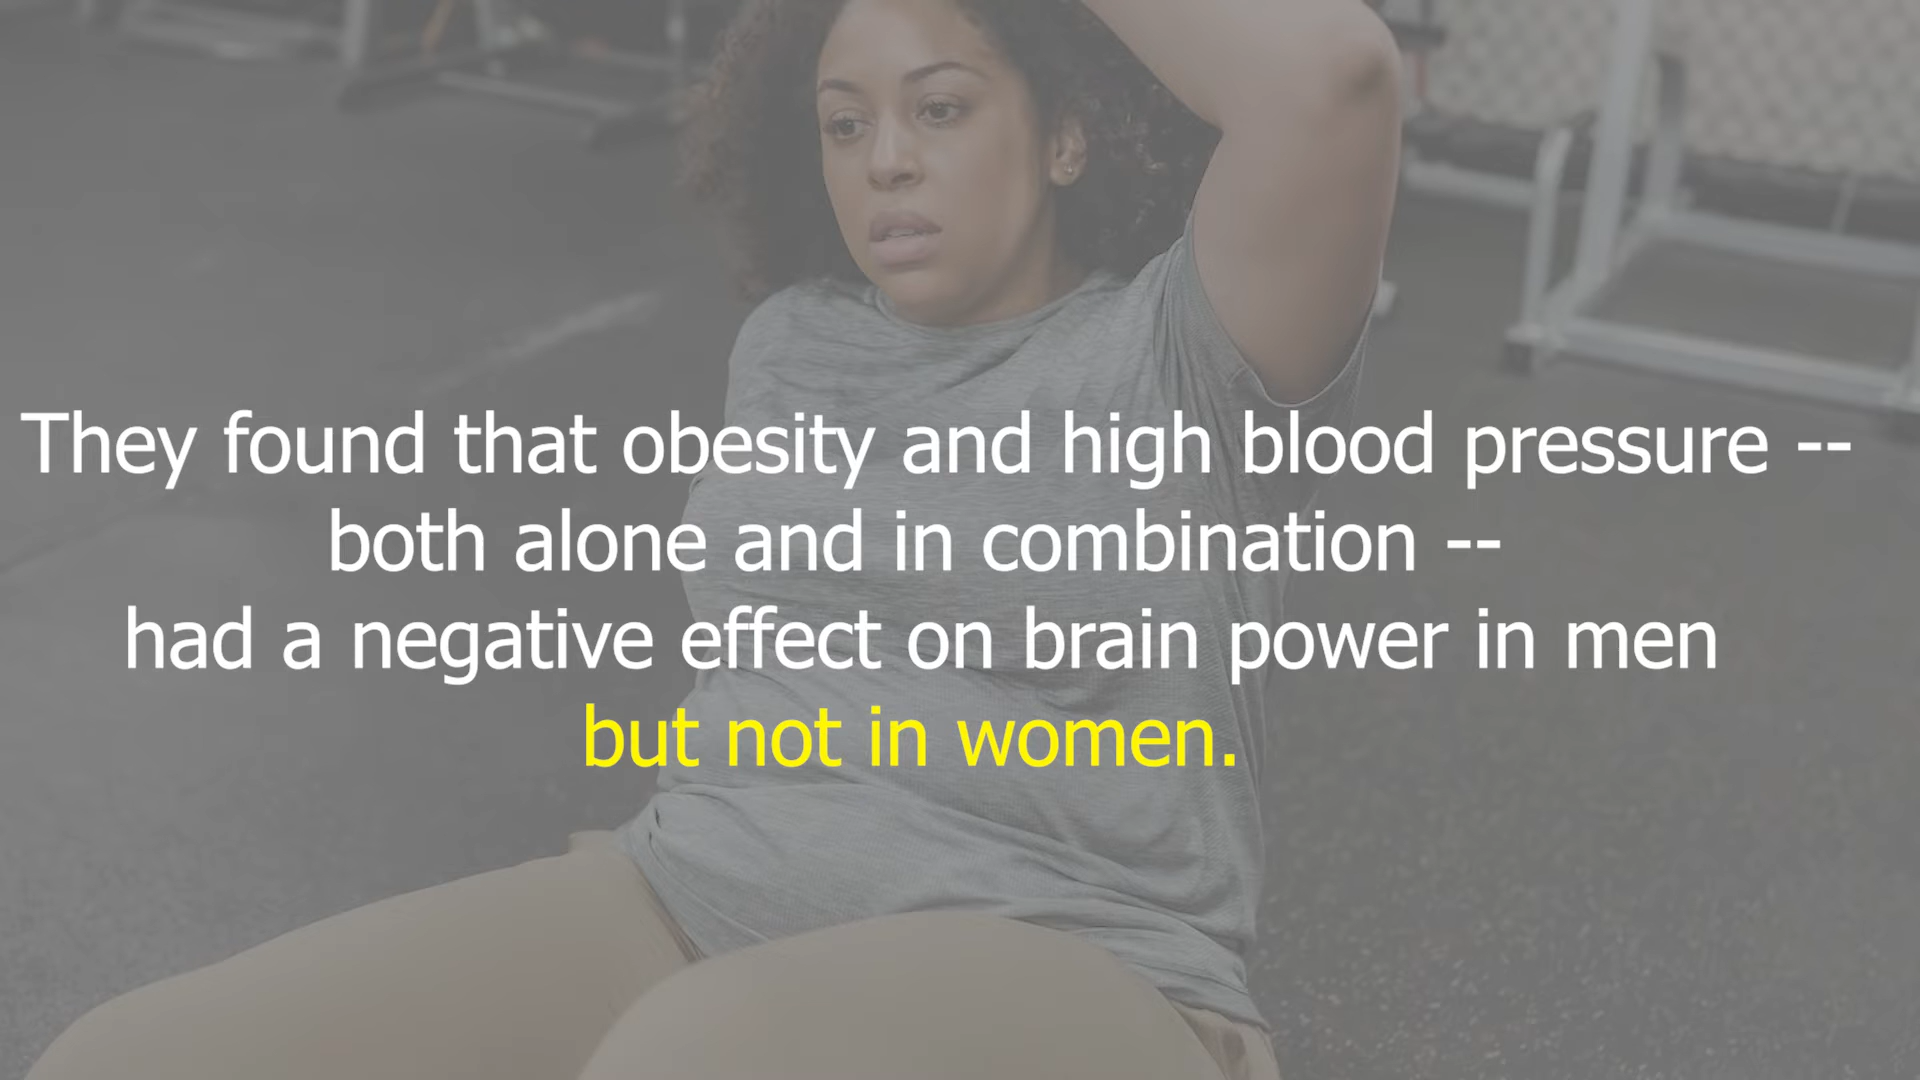 They found that obesity and high blood pressure --
both alone and in combination --
had a negative effect on brain power in men
but not in women.